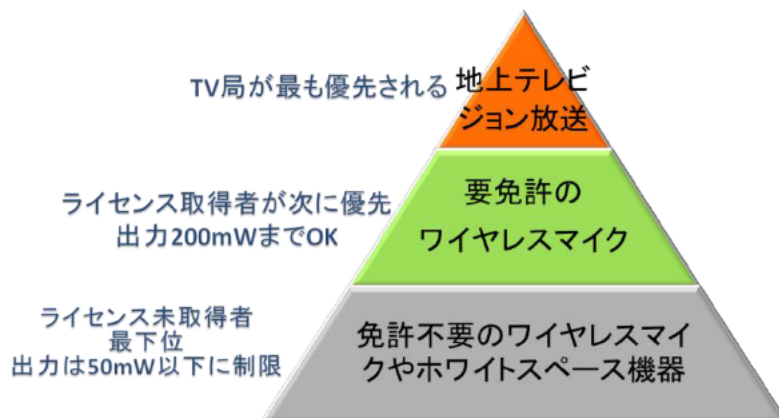 TV局が最も優先される
地上テレビ
ジョン放送
ライセンス取得者が次に優先
出力200mWまでOK
要免許の
ワイヤレスマイク
ライセンス未取得者
最下位
出力は50mW以下に制限
免許不要のワイヤレスマイ
クやホワイトスペース機器